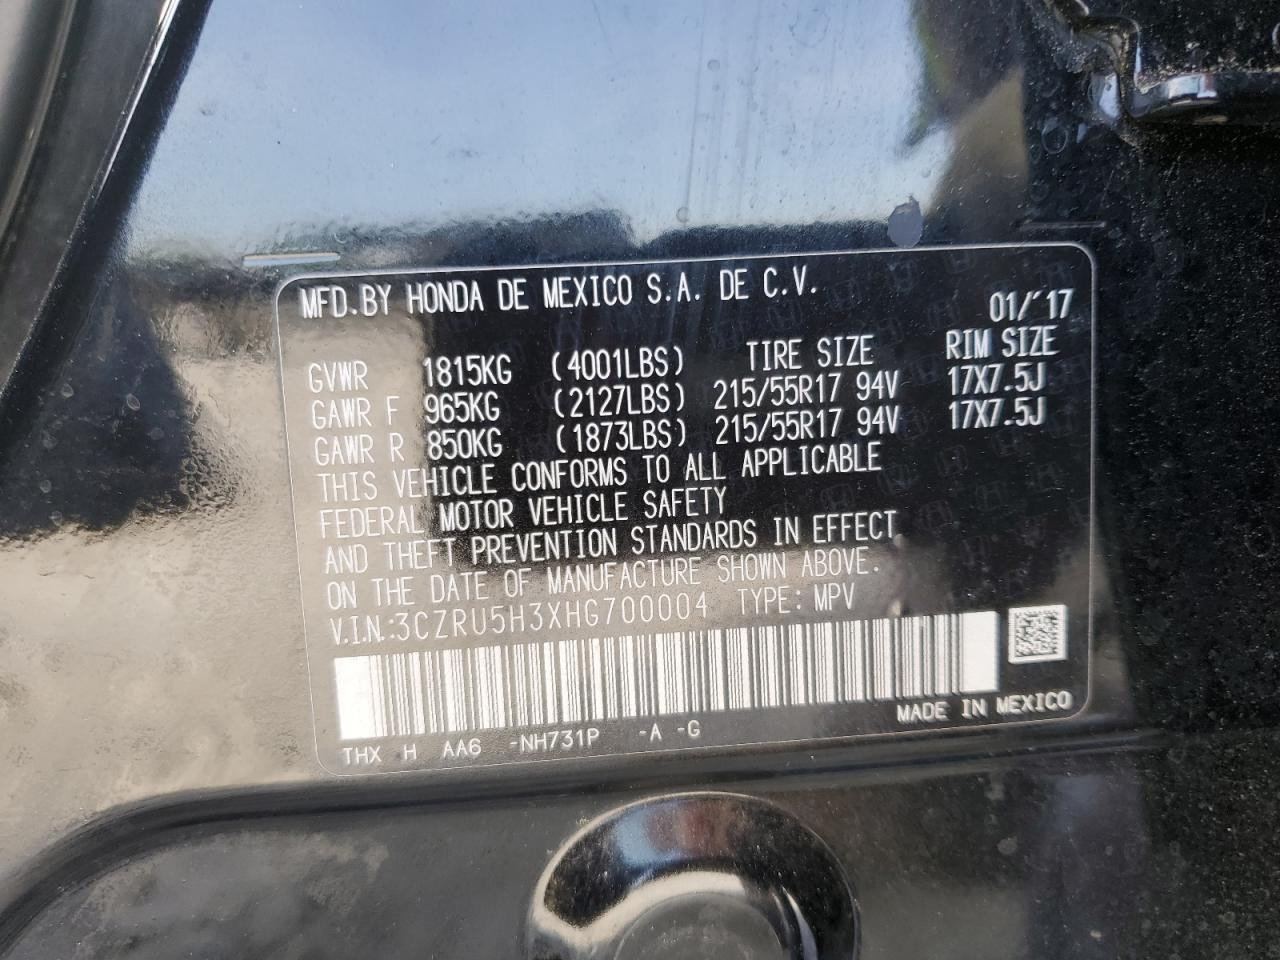 MFD.BY HONDA DE MEXICO S.A. DE C.V.
01/'17
GVWR 1815KG (4001LBS) TIRE SIZE RIM SIZE
GAWR F 965KG (2127LBS) 215/55R17 94V 17X7.5J
GAWR R 850KG (1873LBS) 215/55R17 94V 17X7.5J
THIS VEHICLE CONFORMS TO ALL APPLICABLE
FEDERAL MOTOR VEHICLE SAFETY
AND THEFT PREVENTION STANDARDS IN EFFECT
ON THE DATE OF MANUFACTURE SHOWN ABOVE.
V.I.N.:3CZRU5H3XHG700004 TYPE: MPV
MADE IN MEXICO
THX H AA6 -NH731P -A -G